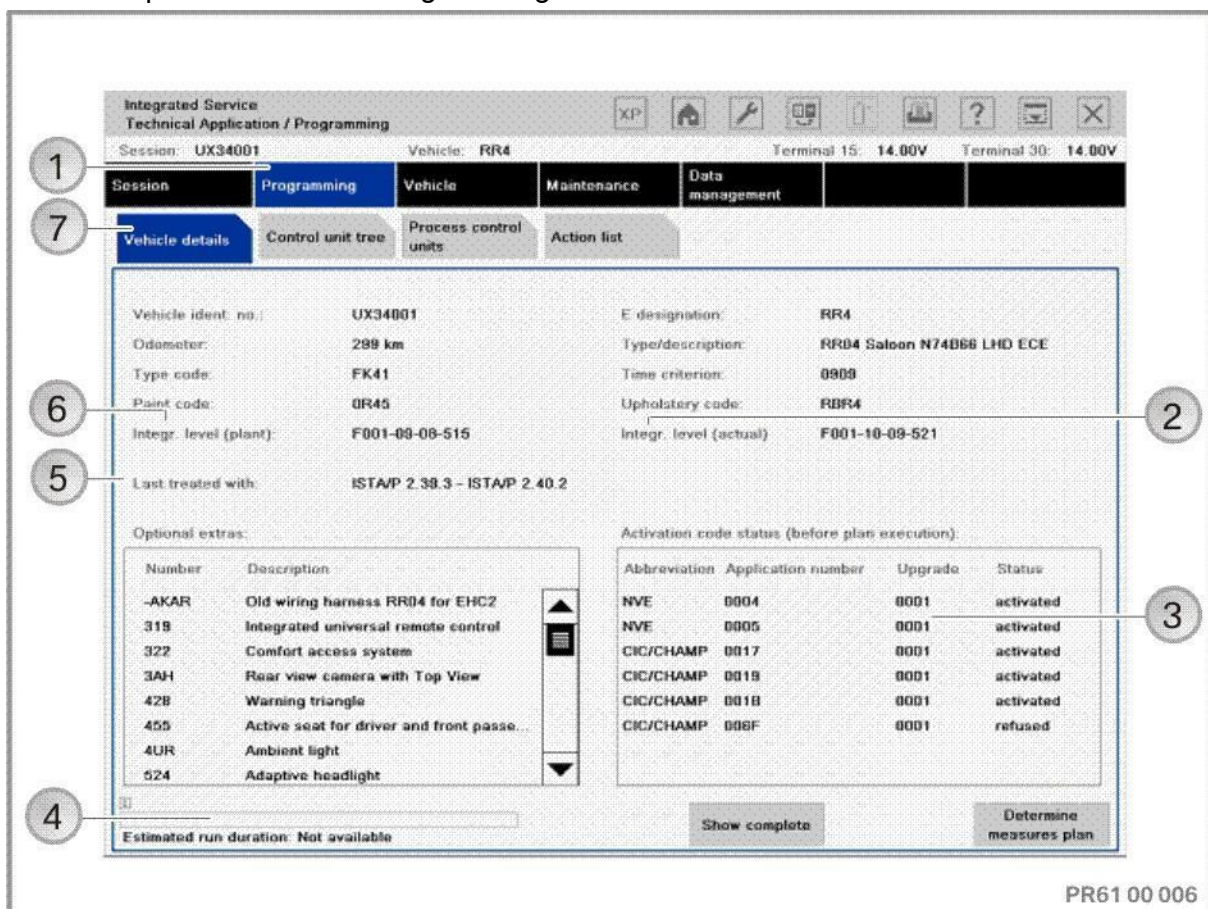 Integrated Service
Technical Application / Programming
XP
?
Session: UX34001 Vehicle: RR4 Terminal 15: 14.00V Terminal 30: 14.00V
1
Session Programming Vehicle Maintenance Data management
7
Vehicle details Control unit tree Process control units Action list
Vehicle ident. no.: UX34001 E designation: RR4
Odometer: 299 km Type/description: RR04 Saloon N74B66 LHD ECE
Type code: FK41 Time criterion: 0909
6
Paint code: 0R45 Upholstery code: RBR4
2
Integr. level (plant): F001-09-08-515 Integr. level (actual) F001-10-09-521
5
Last treated with: ISTA/P 2.39.3 - ISTA/P 2.40.2
Optional extras: Activation code status (before plan execution):
Number Description Abbreviation Application number Upgrade Status
-AKAR Old wiring harness RR04 for EHC2 NVE 0004 0001 activated
319 Integrated universal remote control NVE 0005 0001 activated
3
322 Comfort access system CIC/CHAMP 0017 0001 activated
3AH Rear view camera with Top View CIC/CHAMP 0019 0001 activated
428 Warning triangle CIC/CHAMP 001B 0001 activated
455 Active seat for driver and front passe... CIC/CHAMP 006F 0001 refused
4UR Ambient light
524 Adaptive headlight
4
Estimated run duration: Not available
Show complete
Determine measures plan
PR61 00 006